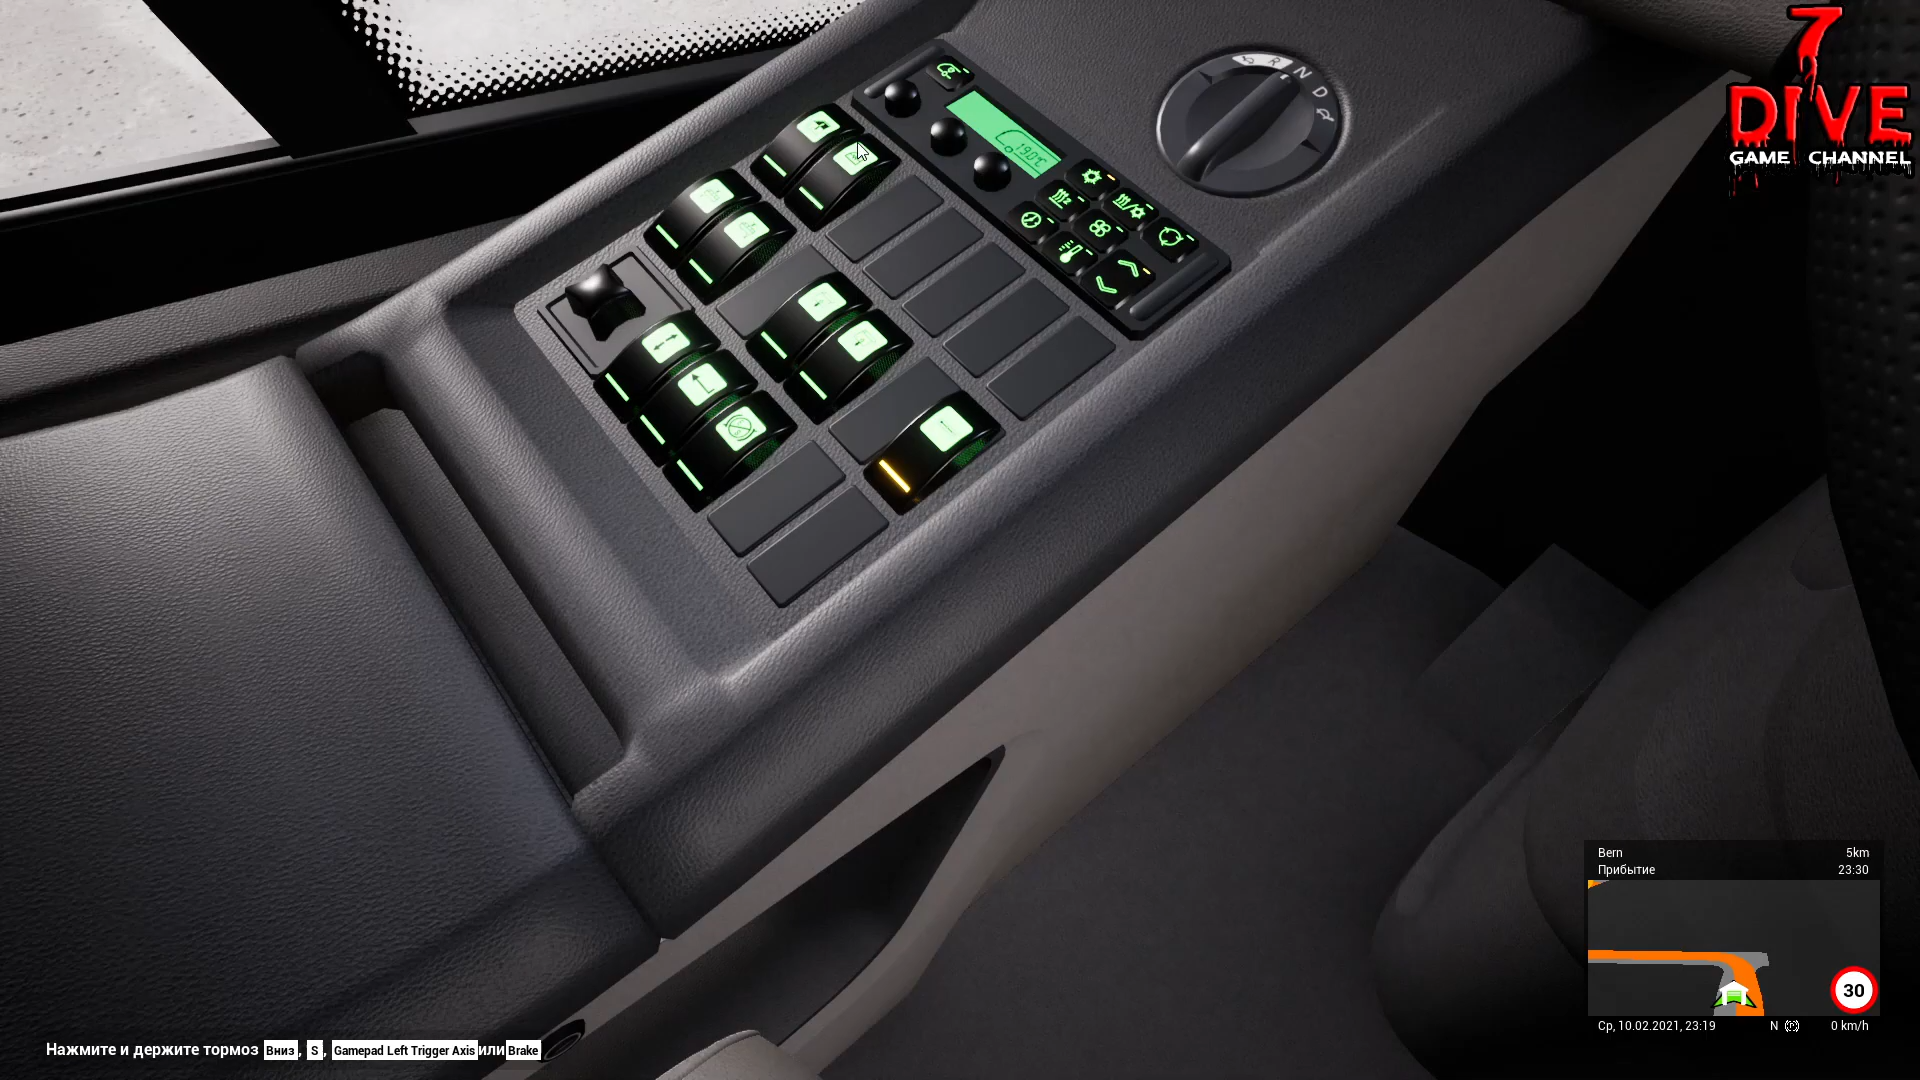 7
DIVE
GAME CHANNEL
R N D
19.0°C
Bern 5km
Прибытие 23:30
30
Ср, 10.02.2021, 23:19 N (P) 0 km/h
Нажмите и держите тормоз Вниз, S, Gamepad Left Trigger Axis или Brake